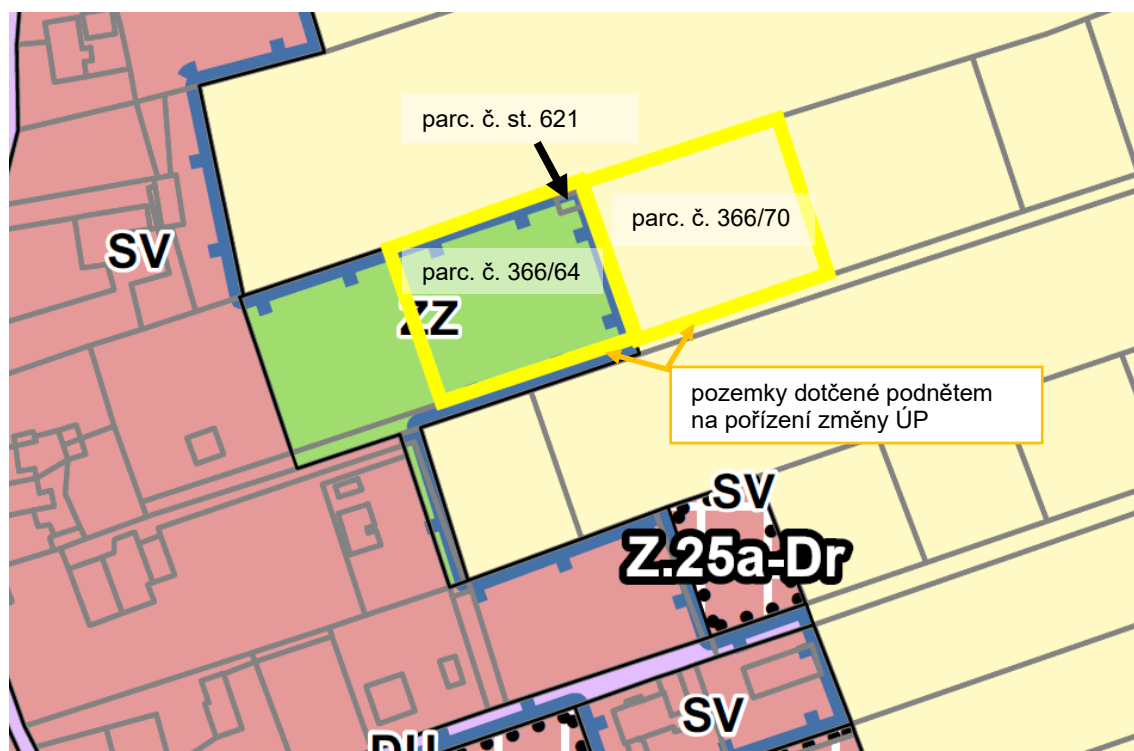 parc. č. st. 621
parc. č. 366/70
SV
parc. č. 366/64
ZZ
pozemky dotčené podnětem
na pořízení změny ÚP
SV
Z.25a-Dr
SV